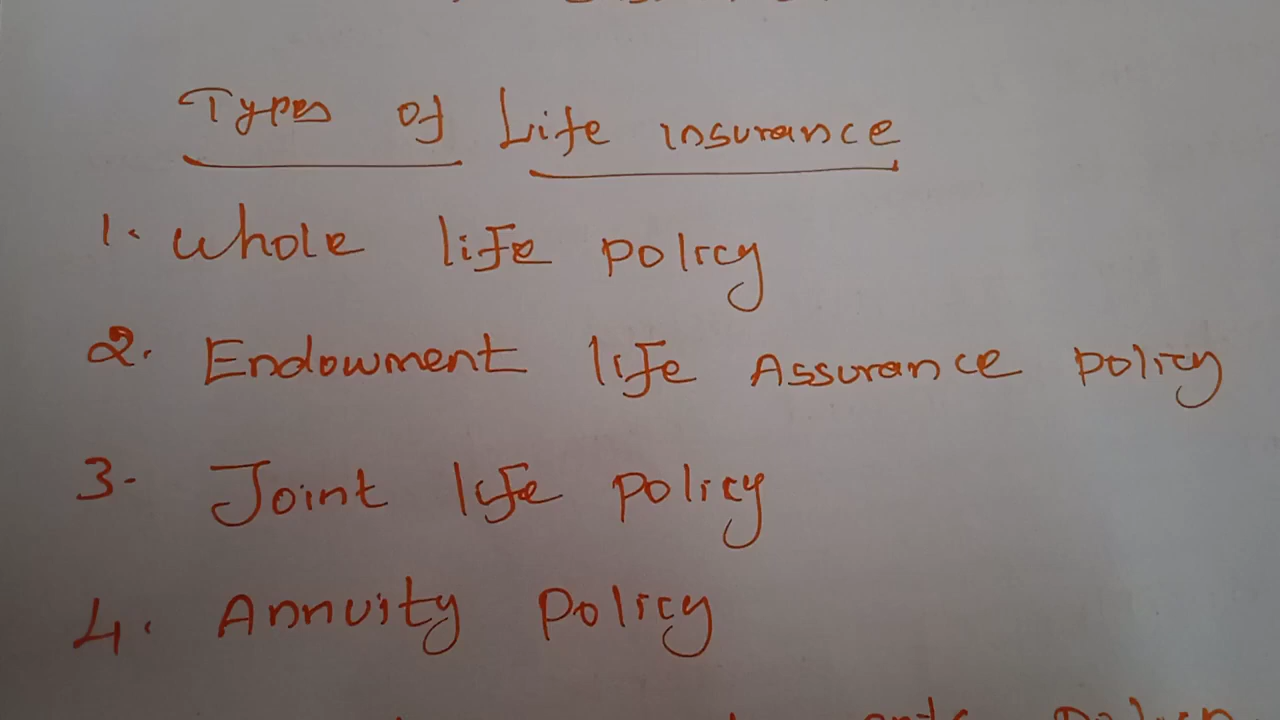 Types of Life insurance
1. Whole life policy
2. Endowment life Assurance policy
3. Joint life policy
4. Annuity Policy